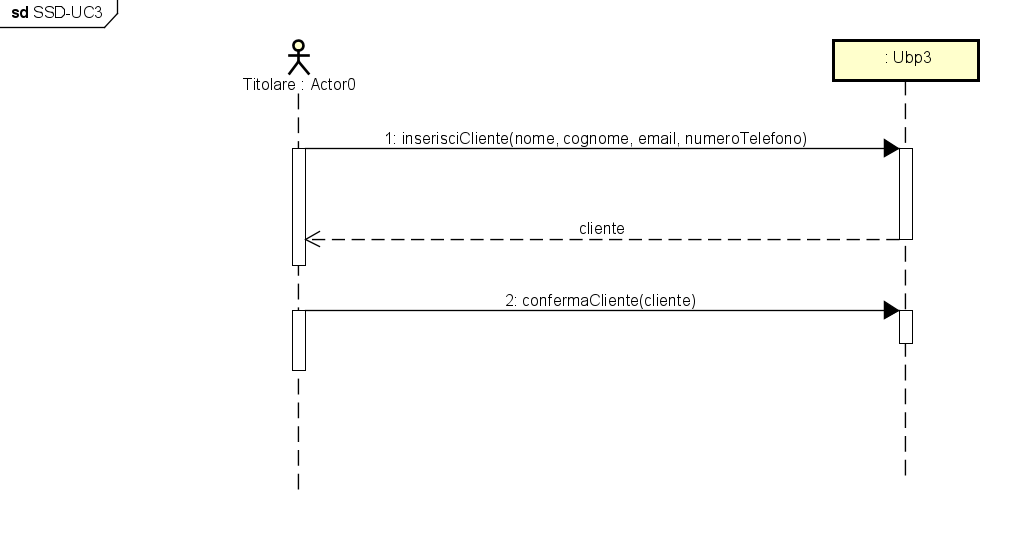 sd SSD-UC3
Titolare : Actor0
: Ubp3
1: inserisciCliente(nome, cognome, email, numeroTelefono)
cliente
2: confermaCliente(cliente)